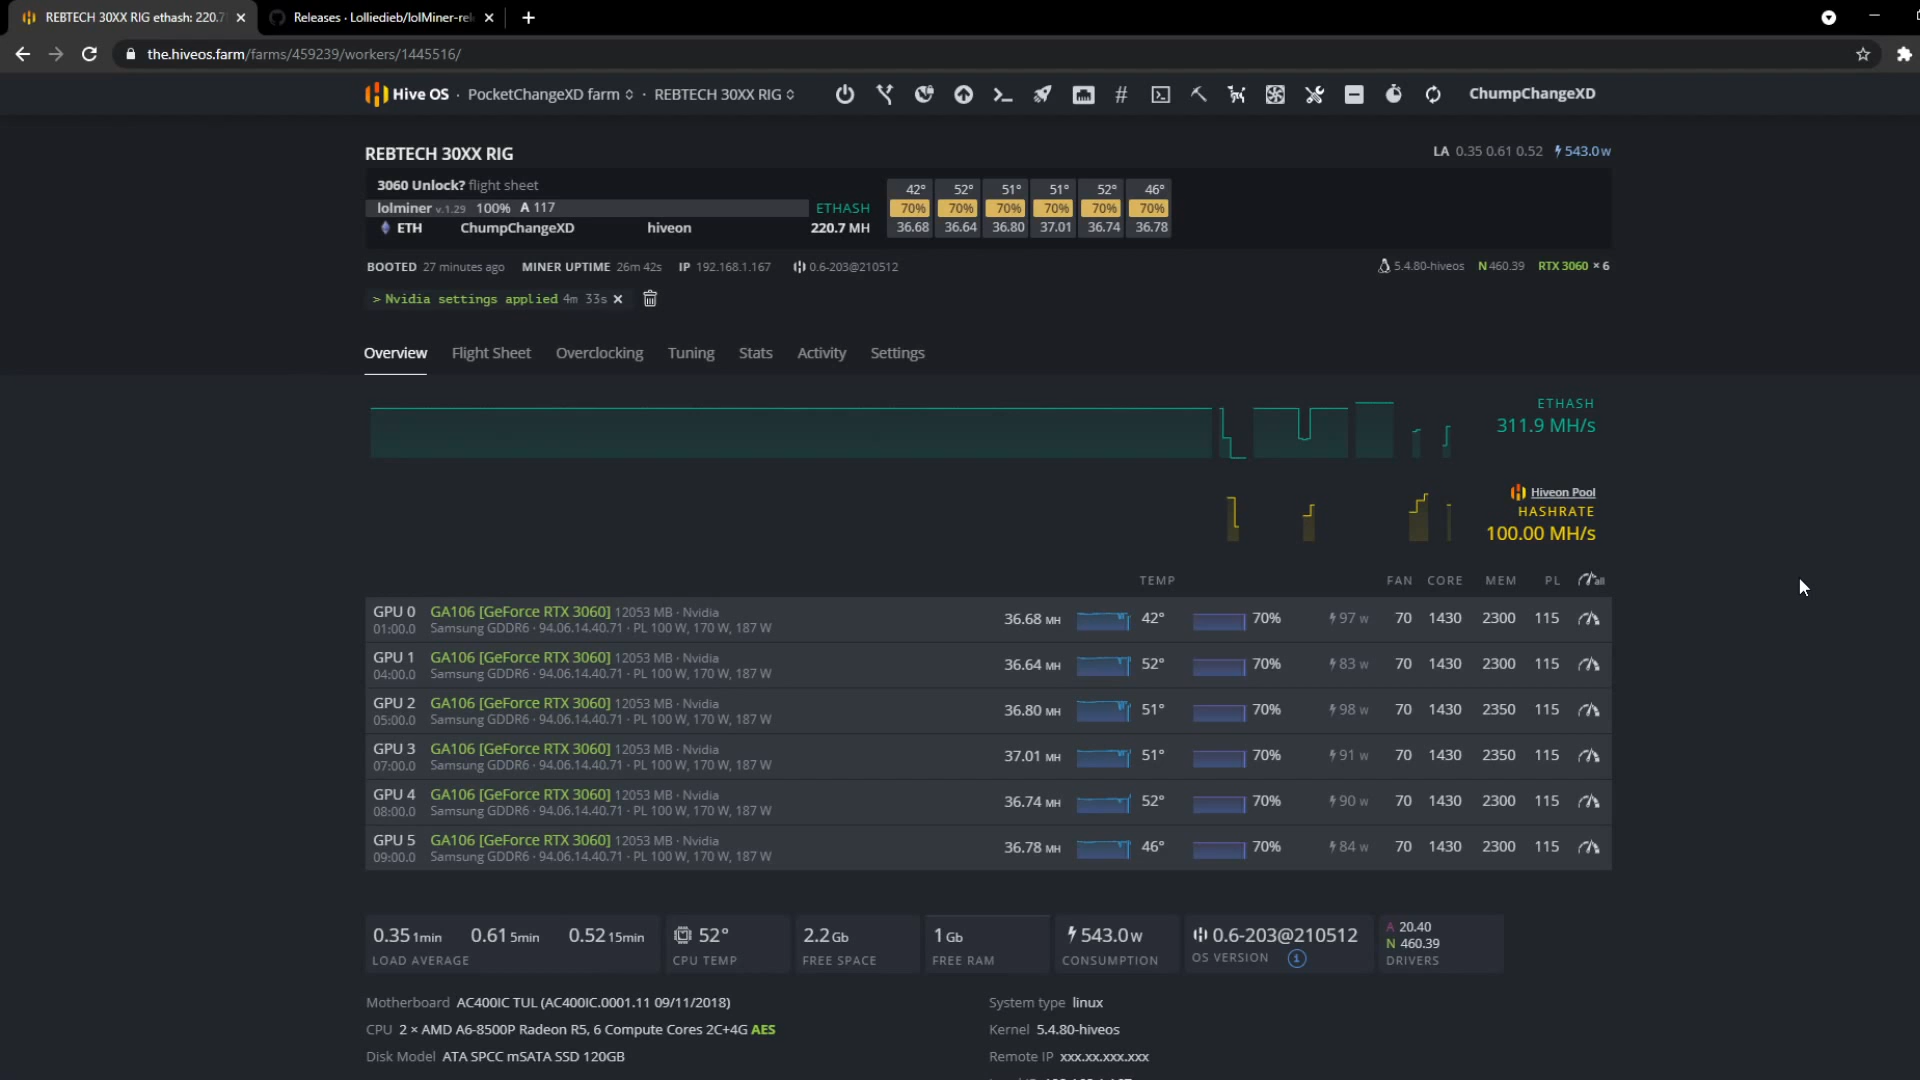 REBTECH 30XX RIG ethash: 220.7
Releases · Lolliedieb/lolMiner-rel
the.hiveos.farm/farms/459239/workers/1445516/
Hive OS · PocketChangeXD farm · REBTECH 30XX RIG
ChumpChangeXD
REBTECH 30XX RIG
LA 0.35 0.61 0.52 543.0 W
3060 Unlock? flight sheet
lolminer v.1.29 100% A 117 ETHASH
ETH ChumpChangeXD hiveon 220.7 MH
42° 52° 51° 51° 52° 46°
70% 70% 70% 70% 70% 70%
36.68 36.64 36.80 37.01 36.74 36.78
BOOTED 27 minutes ago MINER UPTIME 26m 42s IP 192.168.1.167 0.6-203@210512
5.4.80-hiveos N 460.39 RTX 3060 × 6
> Nvidia settings applied 4m 33s
Overview Flight Sheet Overclocking Tuning Stats Activity Settings
ETHASH
311.9 MH/s
Hiveon Pool
HASHRATE
100.00 MH/s
TEMP FAN CORE MEM PL all
GPU 0 GA106 [GeForce RTX 3060] 12053 MB · Nvidia
01:00.0 Samsung GDDR6 · 94.06.14.40.71 · PL 100 W, 170 W, 187 W
36.68 MH 42° 70% 97 W 70 1430 2300 115
GPU 1 GA106 [GeForce RTX 3060] 12053 MB · Nvidia
04:00.0 Samsung GDDR6 · 94.06.14.40.71 · PL 100 W, 170 W, 187 W
36.64 MH 52° 70% 83 W 70 1430 2300 115
GPU 2 GA106 [GeForce RTX 3060] 12053 MB · Nvidia
05:00.0 Samsung GDDR6 · 94.06.14.40.71 · PL 100 W, 170 W, 187 W
36.80 MH 51° 70% 98 W 70 1430 2350 115
GPU 3 GA106 [GeForce RTX 3060] 12053 MB · Nvidia
07:00.0 Samsung GDDR6 · 94.06.14.40.71 · PL 100 W, 170 W, 187 W
37.01 MH 51° 70% 91 W 70 1430 2350 115
GPU 4 GA106 [GeForce RTX 3060] 12053 MB · Nvidia
08:00.0 Samsung GDDR6 · 94.06.14.40.71 · PL 100 W, 170 W, 187 W
36.74 MH 52° 70% 90 W 70 1430 2300 115
GPU 5 GA106 [GeForce RTX 3060] 12053 MB · Nvidia
09:00.0 Samsung GDDR6 · 94.06.14.40.71 · PL 100 W, 170 W, 187 W
36.78 MH 46° 70% 84 W 70 1430 2300 115
0.35 1min 0.61 5min 0.52 15min
LOAD AVERAGE
52°
CPU TEMP
2.2 Gb
FREE SPACE
1 Gb
FREE RAM
543.0 W
CONSUMPTION
0.6-203@210512
OS VERSION
A 20.40
N 460.39
DRIVERS
Motherboard AC400IC TUL (AC400IC.0001.11 09/11/2018)
CPU 2 × AMD A6-8500P Radeon R5, 6 Compute Cores 2C+4G AES
Disk Model ATA SPCC mSATA SSD 120GB
System type linux
Kernel 5.4.80-hiveos
Remote IP xxx.xx.xxx.xxx